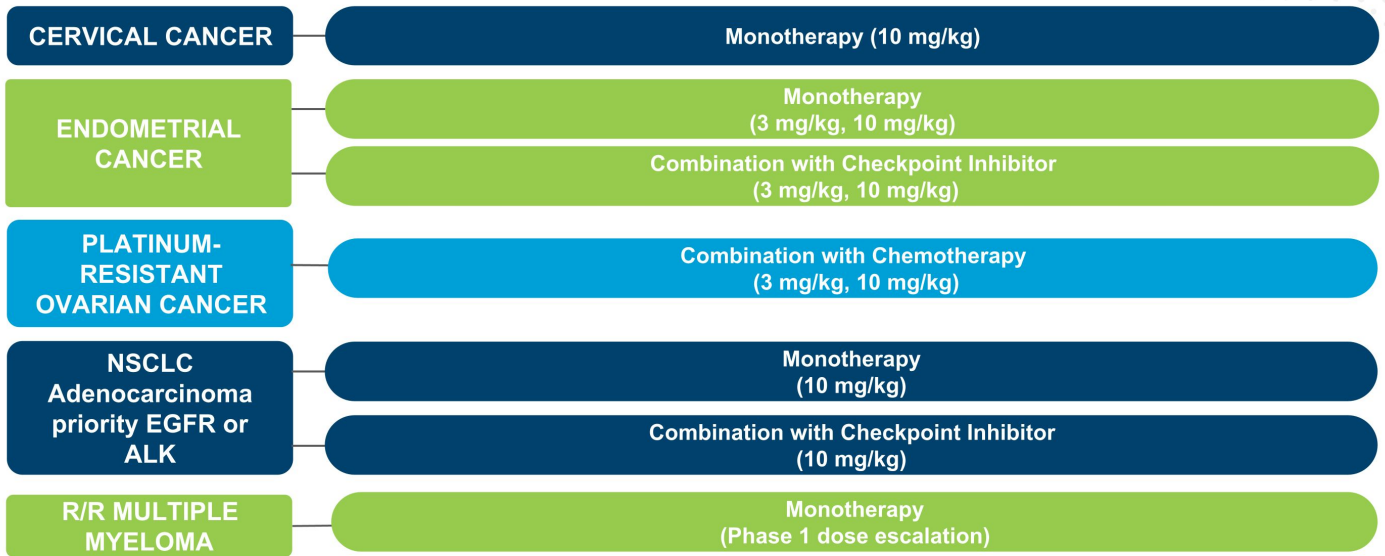 CERVICAL CANCER
Monotherapy (10 mg/kg)
ENDOMETRIAL
CANCER
Monotherapy
(3 mg/kg, 10 mg/kg)
Combination with Checkpoint Inhibitor
(3 mg/kg, 10 mg/kg)
PLATINUM-
RESISTANT
OVARIAN CANCER
Combination with Chemotherapy
(3 mg/kg, 10 mg/kg)
NSCLC
Adenocarcinoma
priority EGFR or
ALK
Monotherapy
(10 mg/kg)
Combination with Checkpoint Inhibitor
(10 mg/kg)
R/R MULTIPLE
MYELOMA
Monotherapy
(Phase 1 dose escalation)